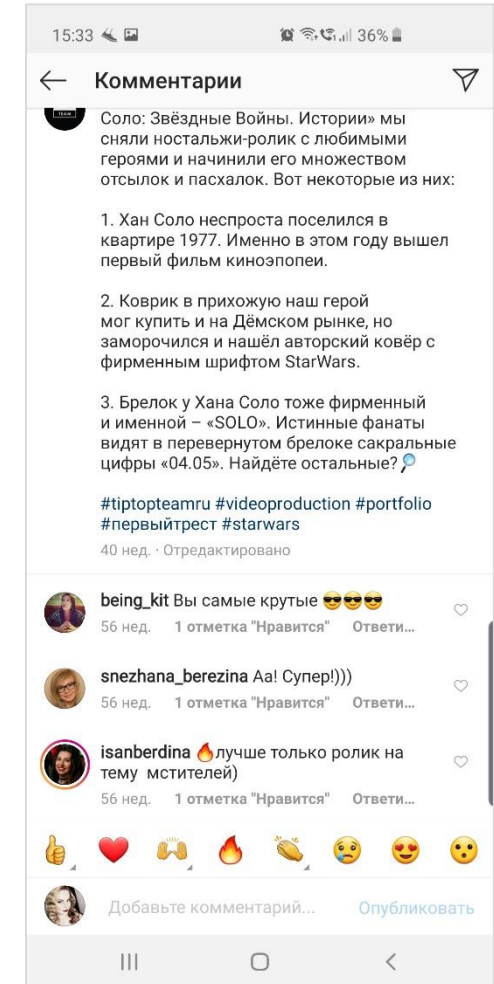 15:33
36%
Комментарии
TEAM
Соло: Звёздные Войны. Истории» мы
сняли ностальжи-ролик с любимыми
героями и начинили его множеством
отсылок и пасхалок. Вот некоторые из них:
1. Хан Соло неспроста поселился в
квартире 1977. Именно в этом году вышел
первый фильм киноэпопеи.
2. Коврик в прихожую наш герой
мог купить и на Дёмском рынке, но
заморочился и нашёл авторский ковёр с
фирменным шрифтом StarWars.
3. Брелок у Хана Соло тоже фирменный
и именной – «SOLO». Истинные фанаты
видят в перевернутом брелоке сакральные
цифры «04.05». Найдёте остальные?🔎
#tiptopteamru #videoproduction #portfolio
#первыйтрест #starwars
40 нед. · Отредактировано
being_kit Вы самые крутые 😎😎😎
56 нед. 1 отметка "Нравится" Ответи...
snezhana_berezina Аа! Супер!)))
56 нед. 1 отметка "Нравится" Ответи...
isanberdina 🔥лучше только ролик на
тему мстителей)
56 нед. 1 отметка "Нравится" Ответи...
Добавьте комментарий... Опубликовать